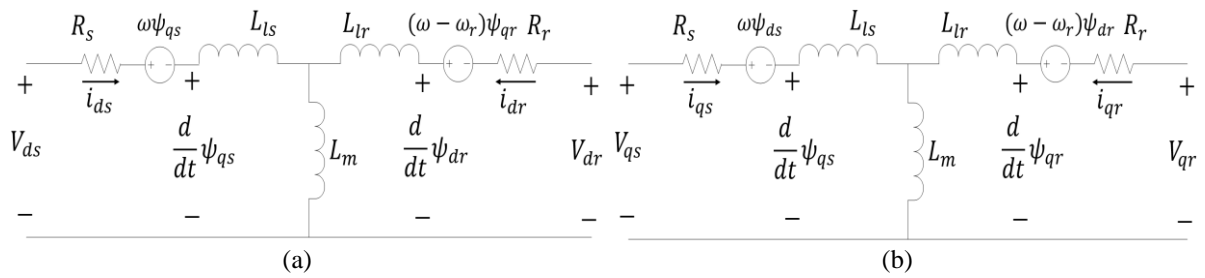 R_s ωψ_qs L_ls L_lr (ω − ω_r)ψ_qr R_r
+ − + −
+ i_ds + + i_dr +
V_ds d/dt ψ_qs L_m d/dt ψ_dr V_dr
− − − −
(a)
R_s ωψ_ds L_ls L_lr (ω − ω_r)ψ_dr R_r
+ − + −
+ i_qs + + i_qr +
V_qs d/dt ψ_qs L_m d/dt ψ_qr V_qr
− − − −
(b)